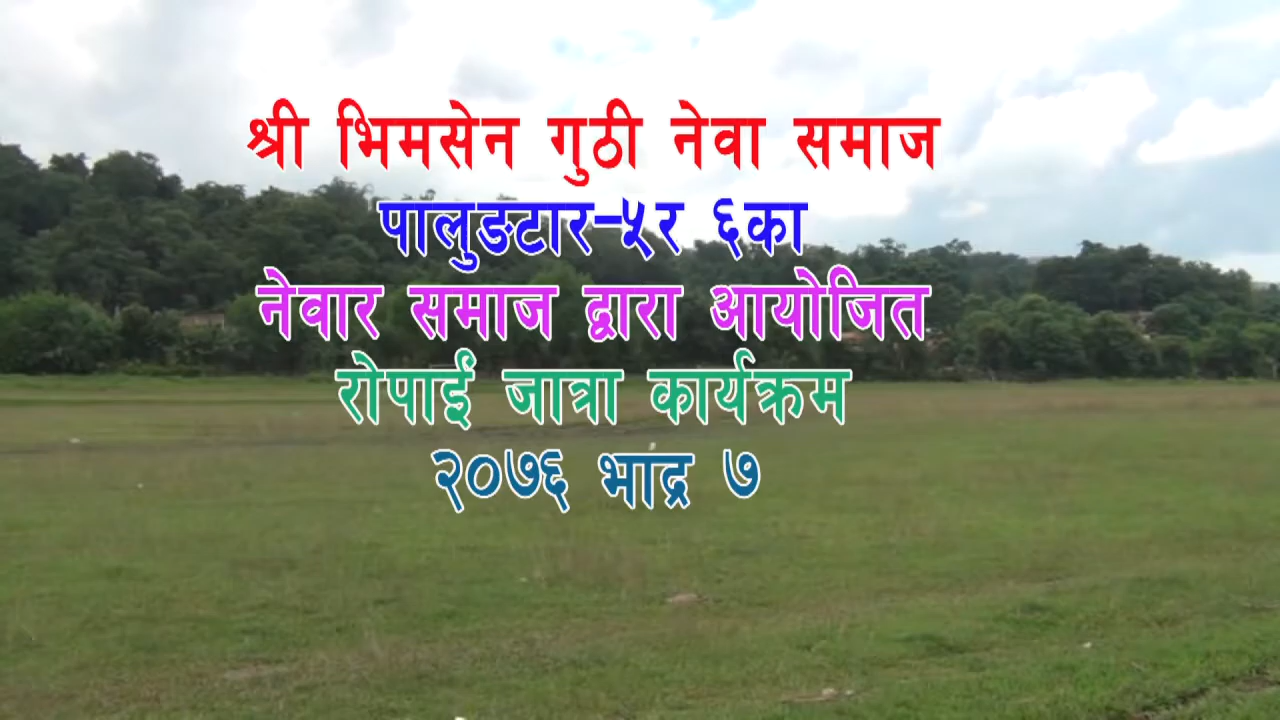 श्री भिमसेन गुठी नेवा समाज
पालुङटार-५र ६का
नेवार समाज द्वारा आयोजित
रोपाईं जात्रा कार्यक्रम
२०७६ भाद्र ७